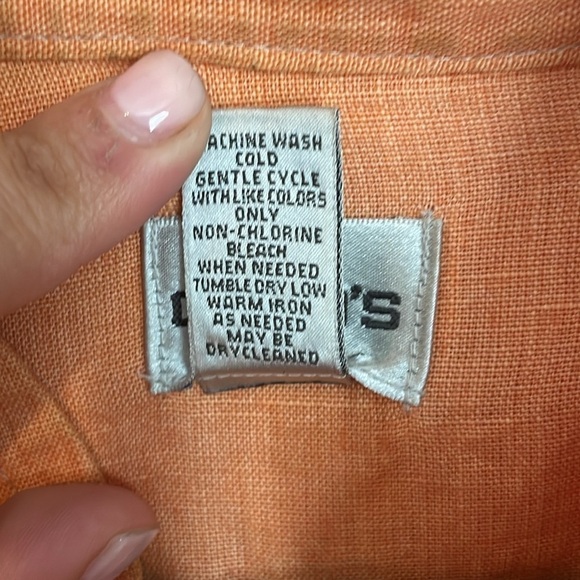 MACHINE WASH
COLD
GENTLE CYCLE
WITH LIKE COLORS
ONLY
NON-CHLORINE
BLEACH
WHEN NEEDED
TUMBLE DRY LOW
WARM IRON
AS NEEDED
MAY BE
DRYCLEANED
'S